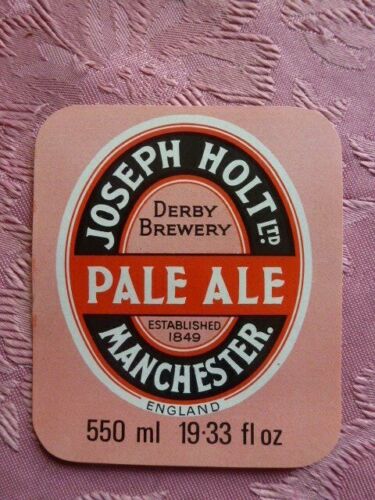 JOSEPH HOLT LTD.
DERBY
BREWERY
PALE ALE
ESTABLISHED
1849
MANCHESTER.
ENGLAND
550 ml 19·33 fl oz